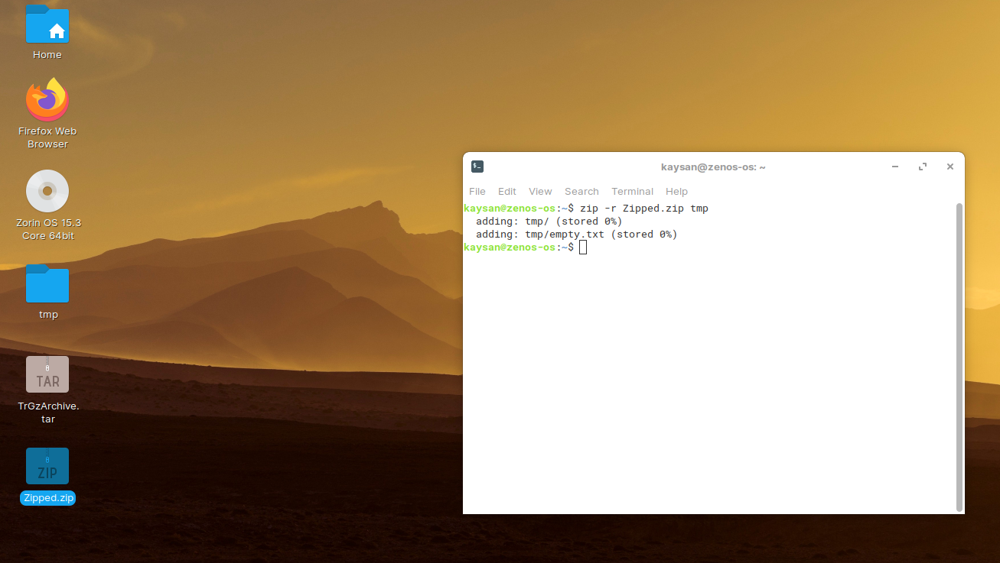 Home
Firefox Web
Browser
Zorin OS 15.3
Core 64bit
tmp
TAR
TrGzArchive.
tar
ZIP
Zipped.zip
$_
kaysan@zenos-os: ~
File Edit View Search Terminal Help
kaysan@zenos-os:~$ zip -r Zipped.zip tmp
  adding: tmp/ (stored 0%)
  adding: tmp/empty.txt (stored 0%)
kaysan@zenos-os:~$